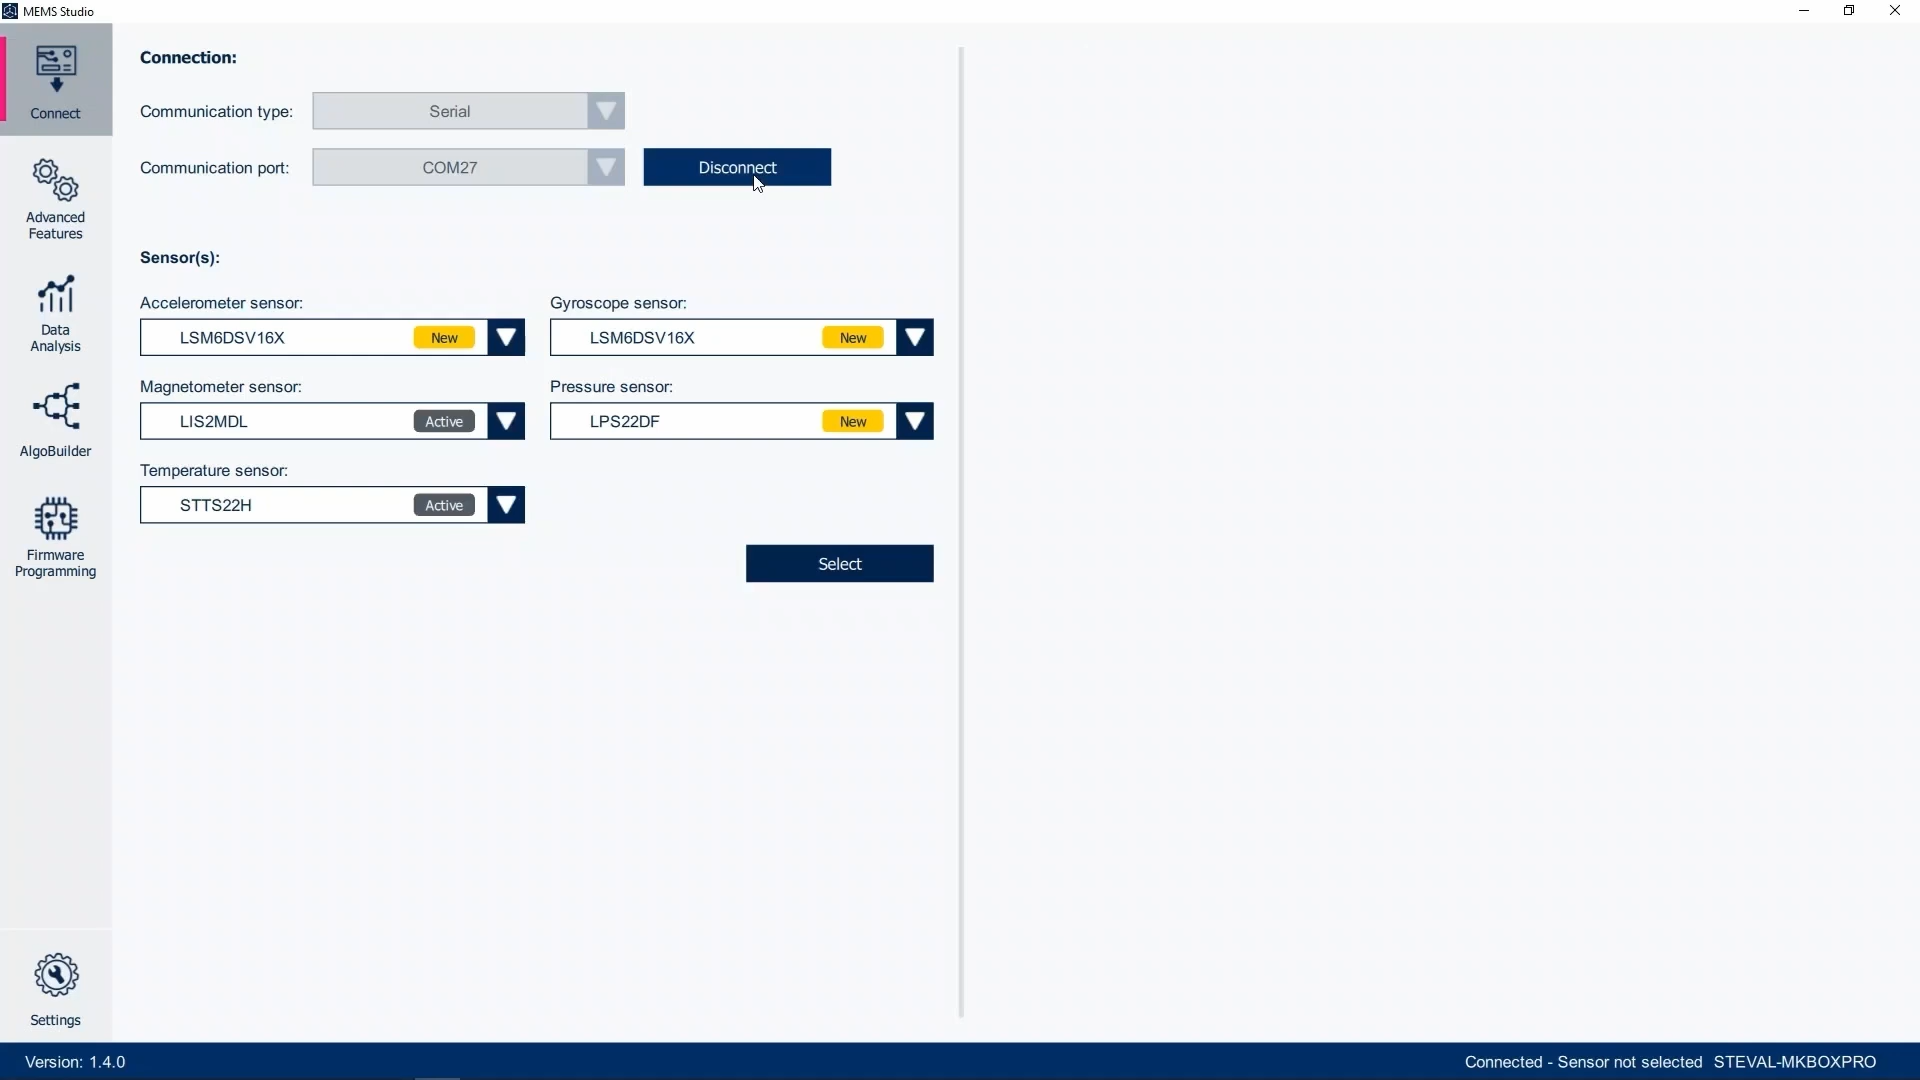 MEMS Studio
Connect
Advanced
Features
Data
Analysis
AlgoBuilder
Firmware
Programming
Settings
Connection:
Communication type: Serial
Communication port: COM27 Disconnect
Sensor(s):
Accelerometer sensor: Gyroscope sensor:
LSM6DSV16X New LSM6DSV16X New
Magnetometer sensor: Pressure sensor:
LIS2MDL Active LPS22DF New
Temperature sensor:
STTS22H Active
Select
Version: 1.4.0 Connected - Sensor not selected STEVAL-MKBOXPRO